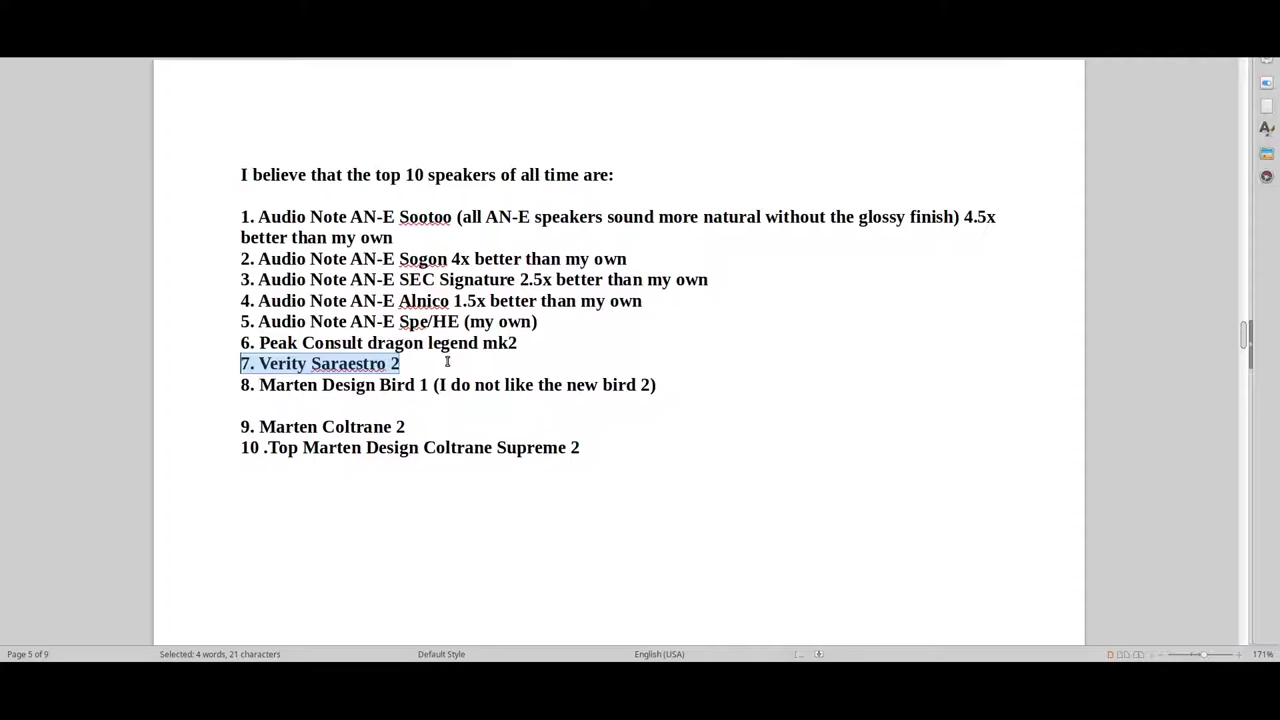 I believe that the top 10 speakers of all time are:
1. Audio Note AN-E Sootoo (all AN-E speakers sound more natural without the glossy finish) 4.5x
better than my own
2. Audio Note AN-E Sogon 4x better than my own
3. Audio Note AN-E SEC Signature 2.5x better than my own
4. Audio Note AN-E Alnico 1.5x better than my own
5. Audio Note AN-E Spe/HE (my own)
6. Peak Consult dragon legend mk2
7. Verity Saraestro 2
8. Marten Design Bird 1 (I do not like the new bird 2)
9. Marten Coltrane 2
10 .Top Marten Design Coltrane Supreme 2
Page 5 of 9
Selected: 4 words, 21 characters
Default Style
English (USA)
171%